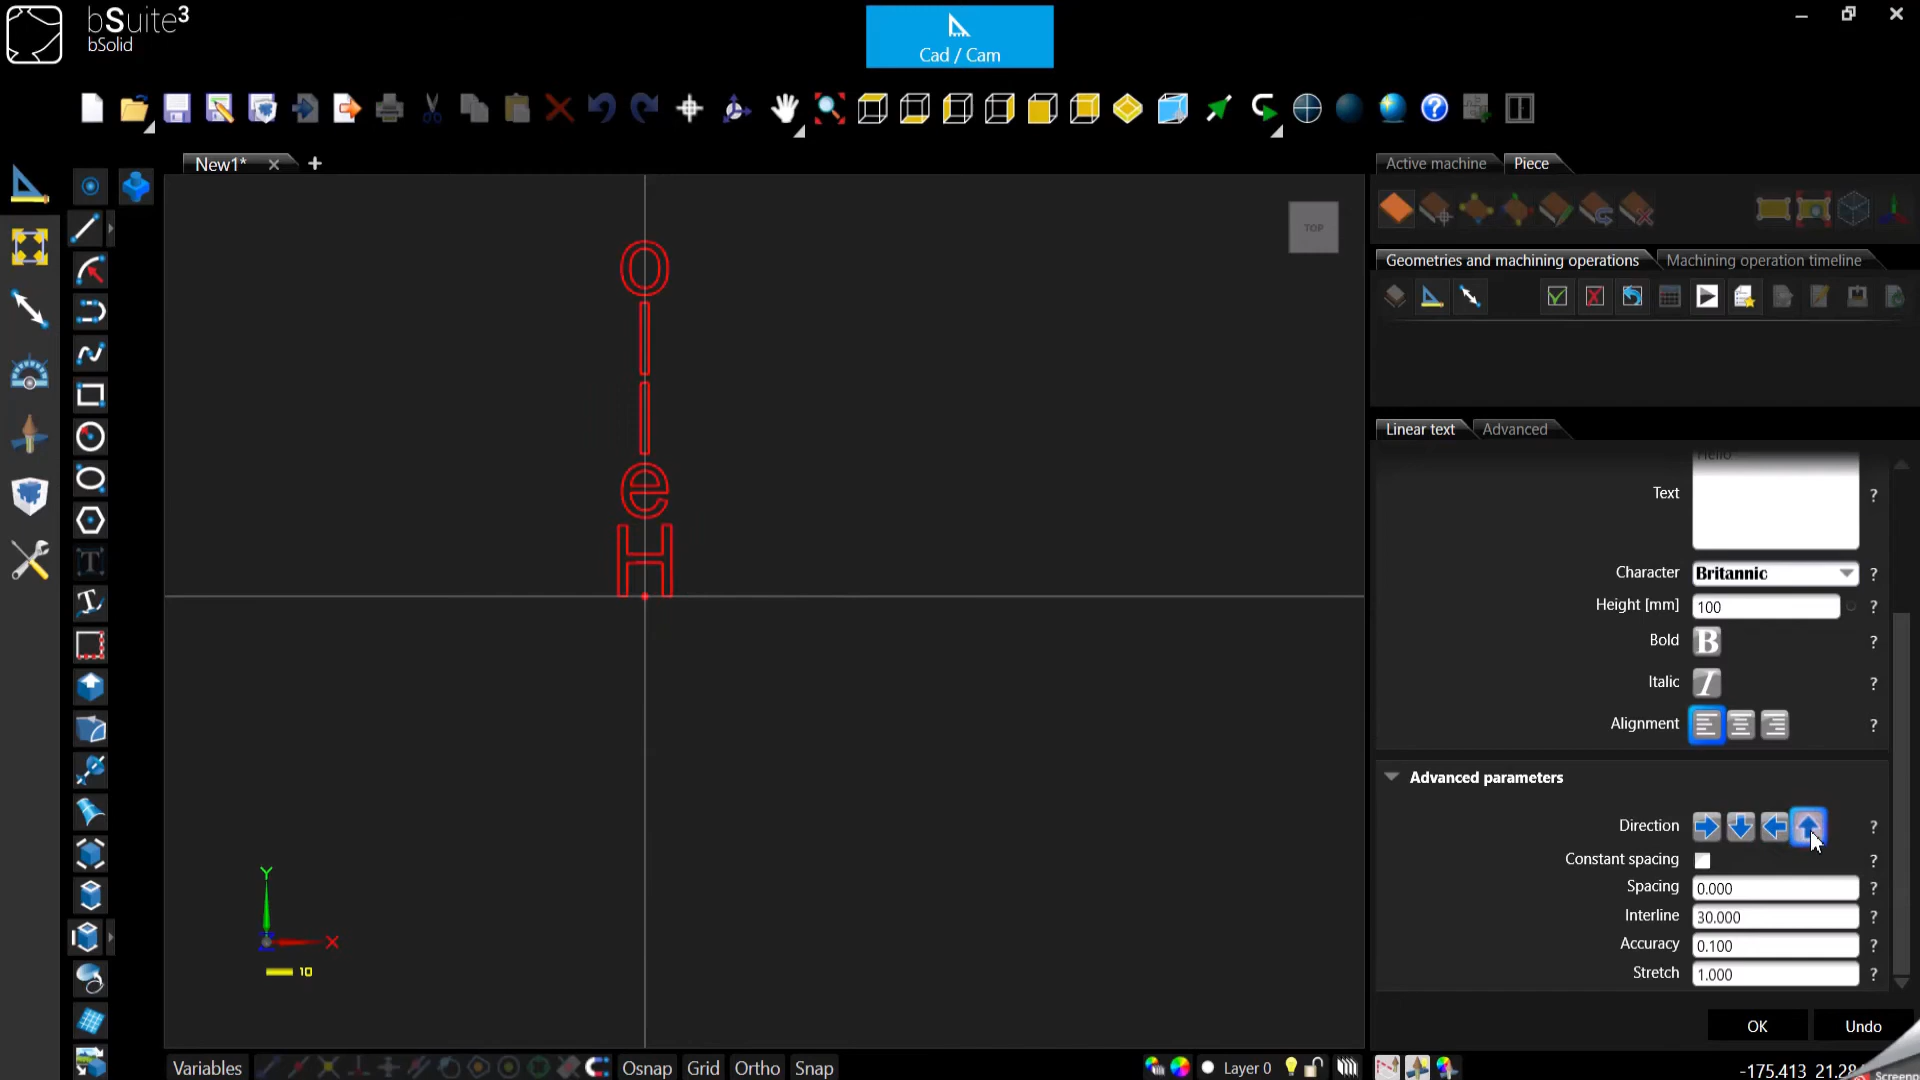 bSuite³
bSolid
Cad / Cam
New1*
TOP
O
l
l
e
H
Y
X
10
Active machine
Piece
Geometries and machining operations
Machining operation timeline
Linear text
Advanced
Hello
Text
?
Character
Britannic
?
Height [mm]
100
?
Bold
B
?
Italic
I
?
Alignment
?
Advanced parameters
Direction
?
Constant spacing
?
Spacing
0.000
?
Interline
30.000
?
Accuracy
0.100
?
Stretch
1.000
?
OK
Undo
Variables
Osnap
Grid
Ortho
Snap
Layer 0
-175.413